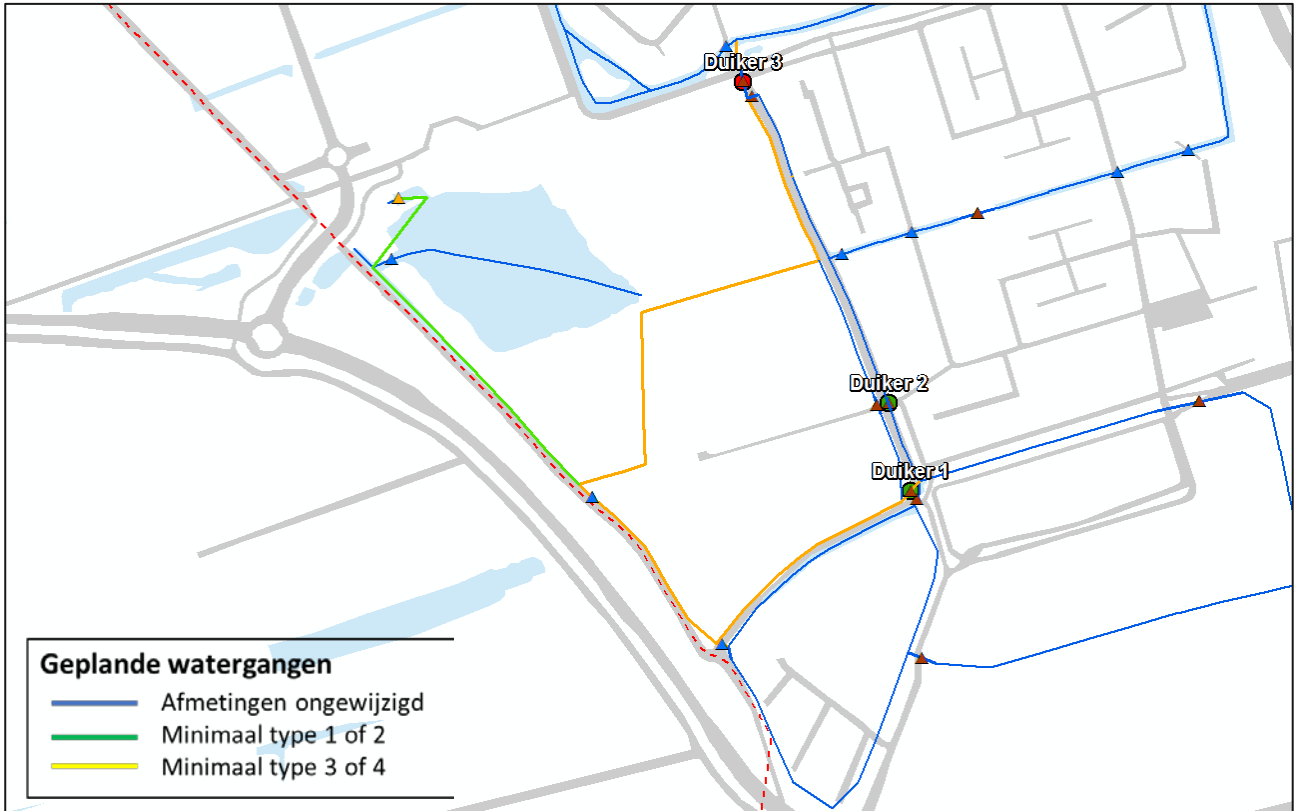 Duiker 3
Duiker 2
Duiker 1
Geplande watergangen
Afmetingen ongewijzigd
Minimaal type 1 of 2
Minimaal type 3 of 4